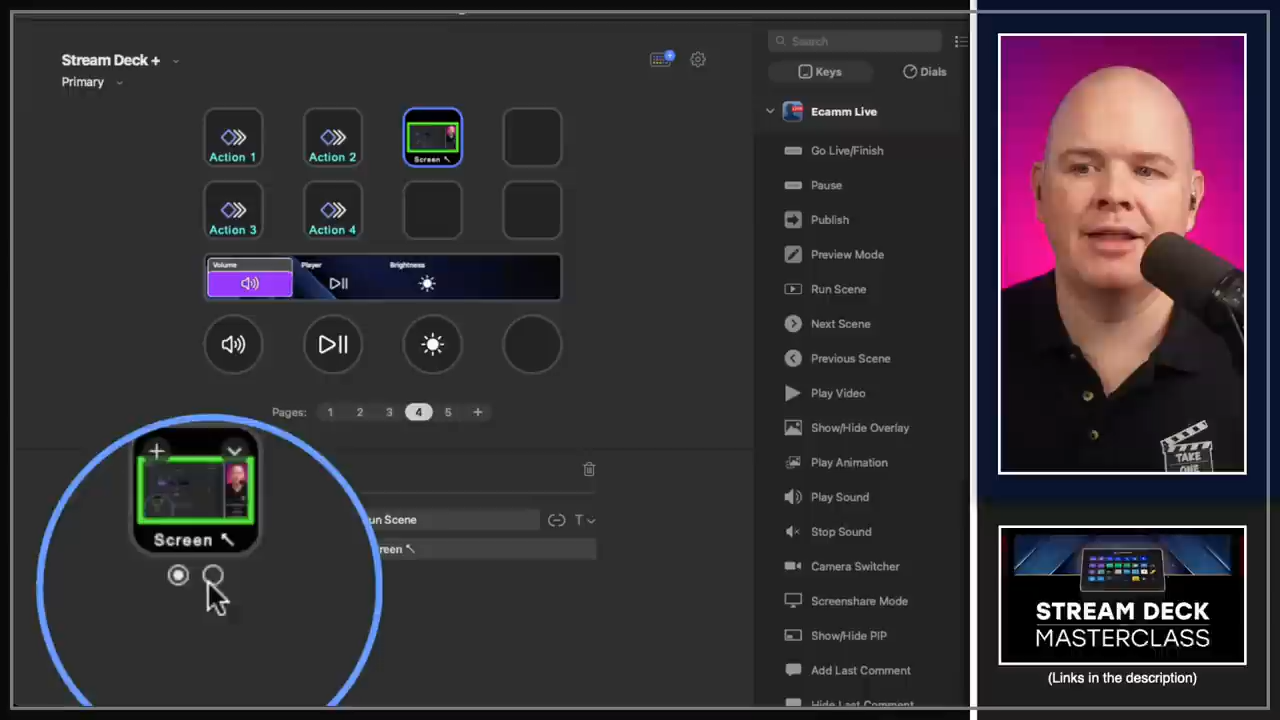 Stream Deck +
Primary
Action 1
Action 2
Screen
Action 3
Action 4
Volume
Player
Brightness
Pages: 1 2 3 4 5 +
Screen
un Scene
T
reen
Search
Keys
Dials
Ecamm Live
Go Live/Finish
Pause
Publish
Preview Mode
Run Scene
Next Scene
Previous Scene
Play Video
Show/Hide Overlay
Play Animation
Play Sound
Stop Sound
Camera Switcher
Screenshare Mode
Show/Hide PIP
Add Last Comment
Hide Last Comment
TAKE
ONE
STREAM DECK
MASTERCLASS
(Links in the description)